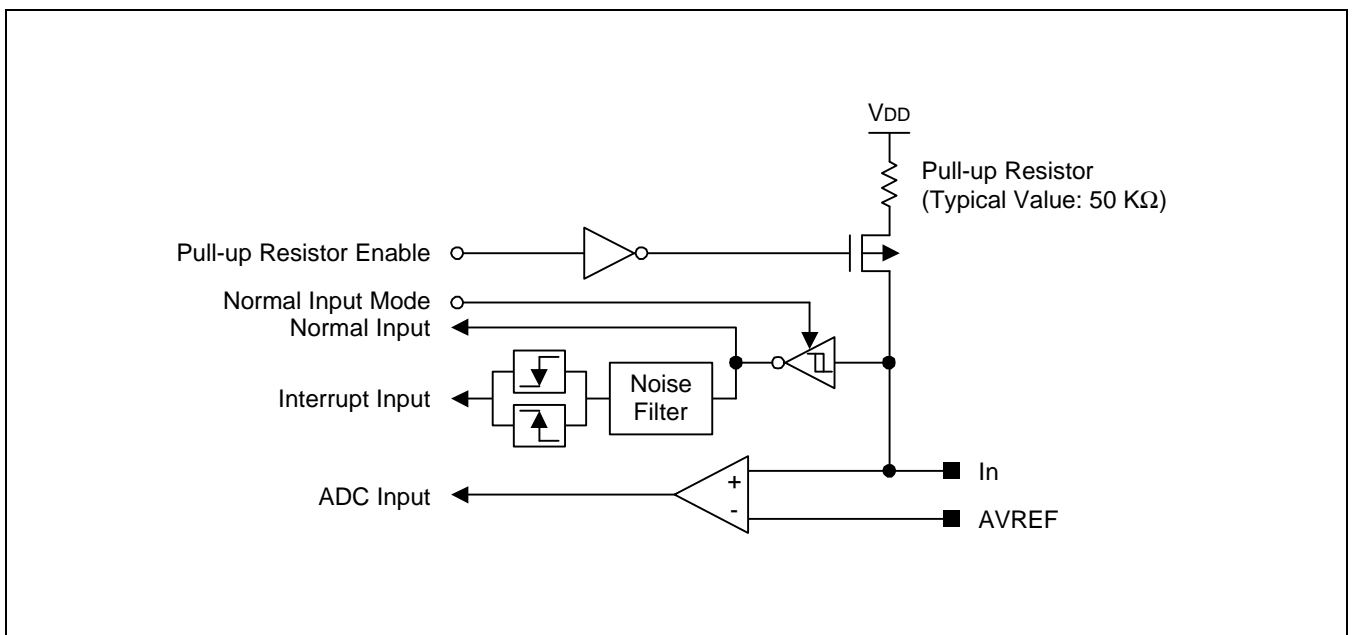 VDD
Pull-up Resistor
(Typical Value: 50 KΩ)
Pull-up Resistor Enable
Normal Input Mode
Normal Input
Interrupt Input
Noise
Filter
ADC Input
+
-
In
AVREF